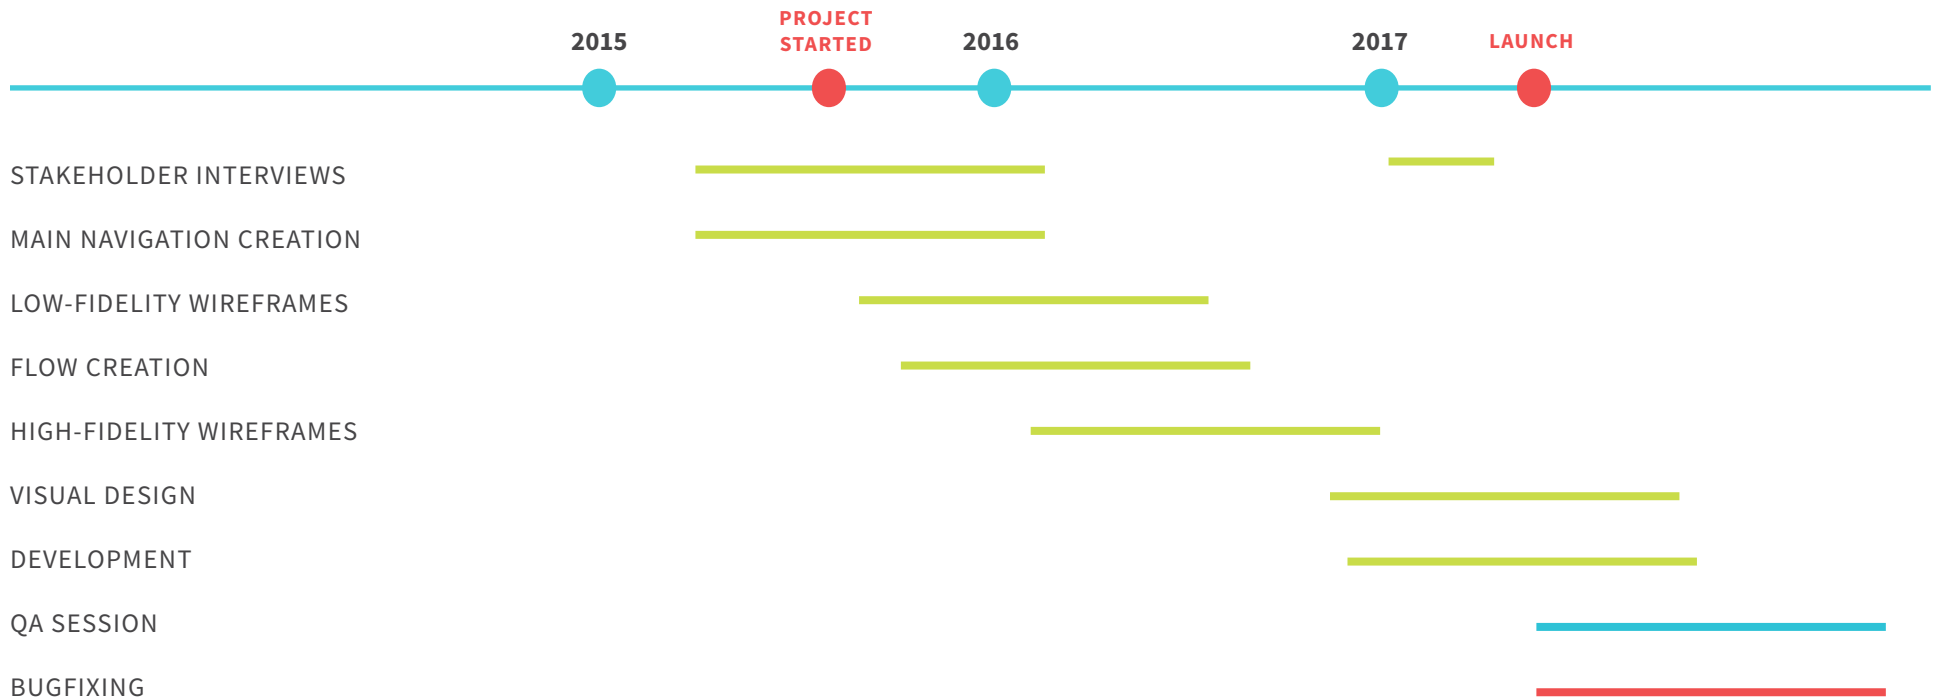 PROJECT
STARTED
2015
2016
2017
LAUNCH
STAKEHOLDER INTERVIEWS
MAIN NAVIGATION CREATION
LOW-FIDELITY WIREFRAMES
FLOW CREATION
HIGH-FIDELITY WIREFRAMES
VISUAL DESIGN
DEVELOPMENT
QA SESSION
BUGFIXING